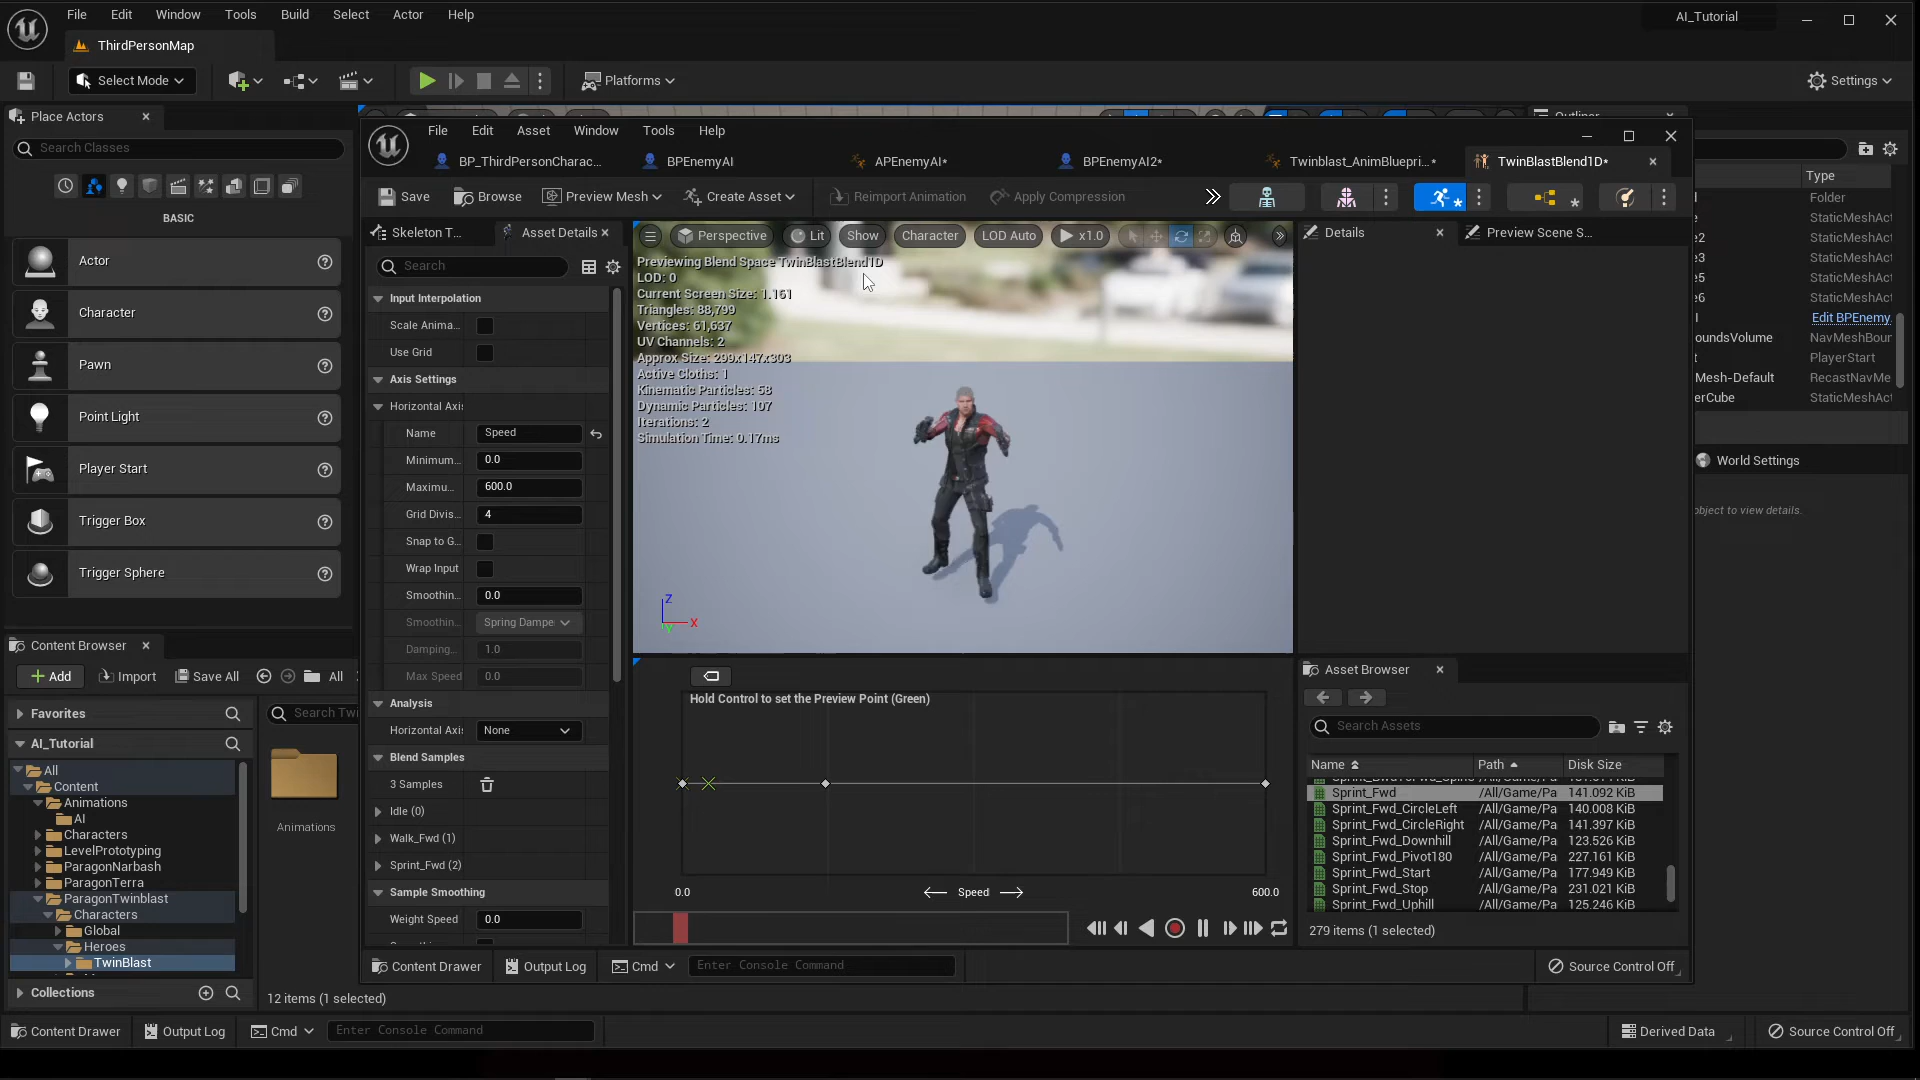 File Edit Window Tools Build Select Actor Help
AI_Tutorial
ThirdPersonMap
Select Mode
Platforms
Settings
Place Actors
Search Classes
BASIC
Actor
Character
Pawn
Point Light
Player Start
Trigger Box
Trigger Sphere
File Edit Asset Window Tools Help
BP_ThirdPersonCharac...
BPEnemyAI
APEnemyAI*
BPEnemyAI2*
Twinblast_AnimBluepri...*
TwinBlastBlend1D*
Save
Browse
Preview Mesh
Create Asset
Reimport Animation
Apply Compression
Skeleton T...
Asset Details
Search
Input Interpolation
Scale Anima...
Use Grid
Axis Settings
Horizontal Axi
Name Speed
Minimum... 0.0
Maximu... 600.0
Grid Divis... 4
Snap to G...
Wrap Input
Smoothin... 0.0
Smoothin... Spring Dampe
Damping... 1.0
Max Speed 0.0
Analysis
Horizontal Axi None
Blend Samples
3 Samples
Idle (0)
Walk_Fwd (1)
Sprint_Fwd (2)
Sample Smoothing
Weight Speed 0.0
Perspective
Lit
Show
Character
LOD Auto
x1.0
Previewing Blend Space TwinBlastBlend1D
LOD: 0
Current Screen Size: 1.161
Triangles: 88,799
Vertices: 61,637
UV Channels: 2
Approx Size: 299x147x303
Active Cloths: 1
Kinematic Particles: 58
Dynamic Particles: 107
Iterations: 2
Simulation Time: 0.17ms
Z
X
Y
Hold Control to set the Preview Point (Green)
0.0
Speed
600.0
Details
Preview Scene S...
Asset Browser
Search Assets
Name Path Disk Size
Sprint_Fwd /All/Game/Pa 141.092 KiB
Sprint_Fwd_CircleLeft /All/Game/Pa 140.008 KiB
Sprint_Fwd_CircleRight /All/Game/Pa 141.397 KiB
Sprint_Fwd_Downhill /All/Game/Pa 123.526 KiB
Sprint_Fwd_Pivot180 /All/Game/Pa 227.161 KiB
Sprint_Fwd_Start /All/Game/Pa 177.949 KiB
Sprint_Fwd_Stop /All/Game/Pa 231.021 KiB
Sprint_Fwd_Uphill /All/Game/Pa 125.246 KiB
279 items (1 selected)
Content Drawer
Output Log
Cmd
Enter Console Command
Source Control Off
Type
l Folder
e StaticMeshAct
e2 StaticMeshAct
e3 StaticMeshAct
e5 StaticMeshAct
e6 StaticMeshAct
I Edit BPEnemy
oundsVolume NavMeshBour
t PlayerStart
Mesh-Default RecastNavMe
erCube StaticMeshAct
World Settings
object to view details.
Content Browser
Add
Import
Save All
All
Favorites
Search Tw
AI_Tutorial
All
Content
Animations
AI
Characters
LevelPrototyping
ParagonNarbash
ParagonTerra
ParagonTwinblast
Characters
Global
Heroes
TwinBlast
Animations
Collections
12 items (1 selected)
Content Drawer
Output Log
Cmd
Enter Console Command
Derived Data
Source Control Off